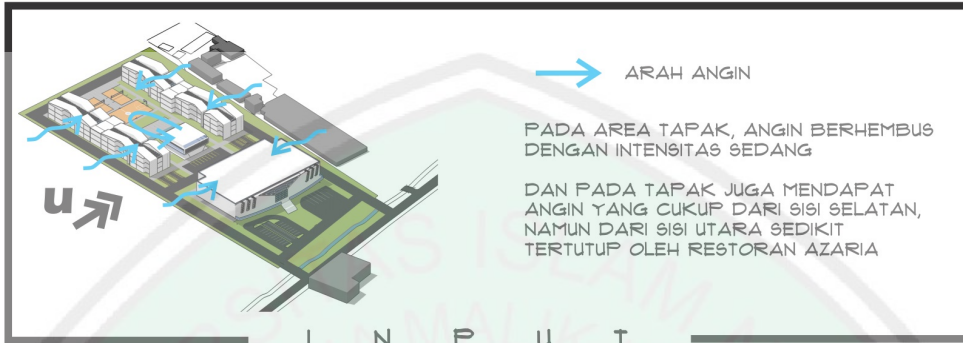 ARAH ANGIN
PADA AREA TAPAK, ANGIN BERHEMBUS
DENGAN INTENSITAS SEDANG
DAN PADA TAPAK JUGA MENDAPAT
ANGIN YANG CUKUP DARI SISI SELATAN,
NAMUN DARI SISI UTARA SEDIKIT
TERTUTUP OLEH RESTORAN AZARIA
u
I N P U T